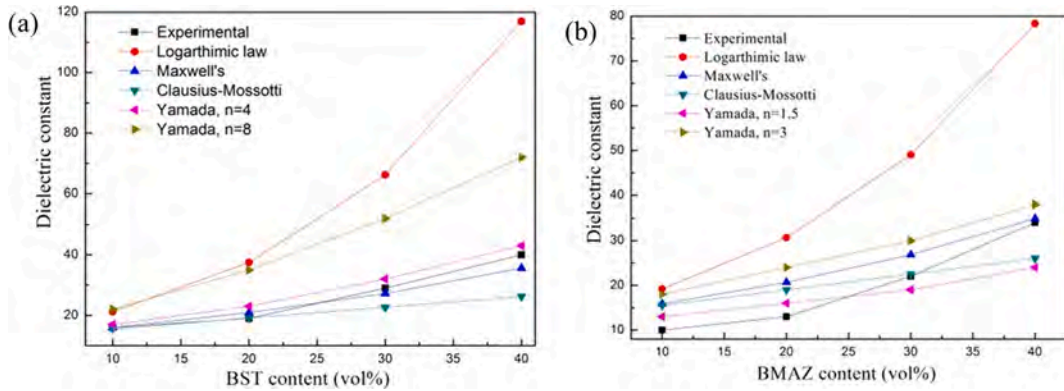 (a)
Dielectric constant
120
100
80
60
40
20
Experimental
Logarthimic law
Maxwell's
Clausius-Mossotti
Yamada, n=4
Yamada, n=8
10 15 20 25 30 35 40
BST content (vol%)
(b)
Dielectric constant
80
70
60
50
40
30
20
10
Experimental
Logarthimic law
Maxwell's
Clausius-Mossotti
Yamada, n=1.5
Yamada, n=3
10 15 20 25 30 35 40
BMAZ content (vol%)